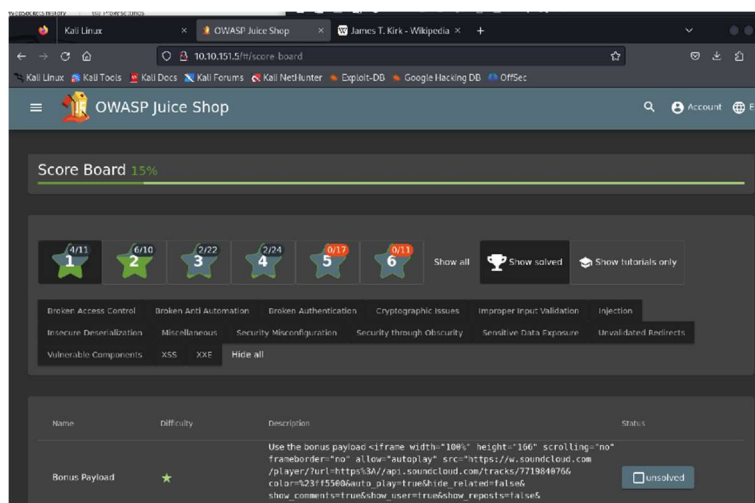 Kali Linux
OWASP Juice Shop
James T. Kirk - Wikipedia
10.10.151.5/#/score-board
Kali Linux Kali Tools Kali Docs Kali Forums Kali NetHunter Exploit-DB Google Hacking DB OffSec
OWASP Juice Shop Account E
Score Board 15%
4/11 6/10 2/22 2/24 0/17 0/11
1 2 3 4 5 6 Show all Show solved Show tutorials only
Broken Access Control Broken Anti Automation Broken Authentication Cryptographic Issues Improper Input Validation Injection
Insecure Deserialization Miscellaneous Security Misconfiguration Security through Obscurity Sensitive Data Exposure Unvalidated Redirects
Vulnerable Components XSS XXE Hide all
Name Difficulty Description Status
Use the bonus payload <iframe width="100%" height="166" scrolling="no"
frameborder="no" allow="autoplay" src="https://w.soundcloud.com
/player/?url=https%3A//api.soundcloud.com/tracks/771984076&
Bonus Payload color=%23ff5500&auto_play=true&hide_related=false& unsolved
show_comments=true&show_user=true&show_reposts=false&